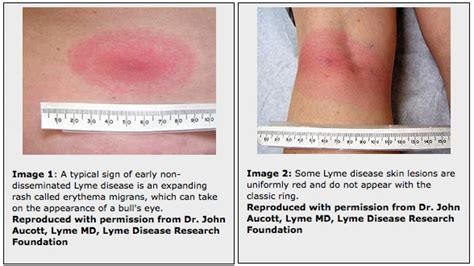 Image 1: A typical sign of early non-
disseminated Lyme disease is an expanding
rash called erythema migrans, which can take
on the appearance of a bull's eye.
Reproduced with permission from Dr. John
Aucott, Lyme MD, Lyme Disease Research
Foundation
Image 2: Some Lyme disease skin lesions are
uniformly red and do not appear with the
classic ring.
Reproduced with permission from Dr. John
Aucott, Lyme MD, Lyme Disease Research
Foundation